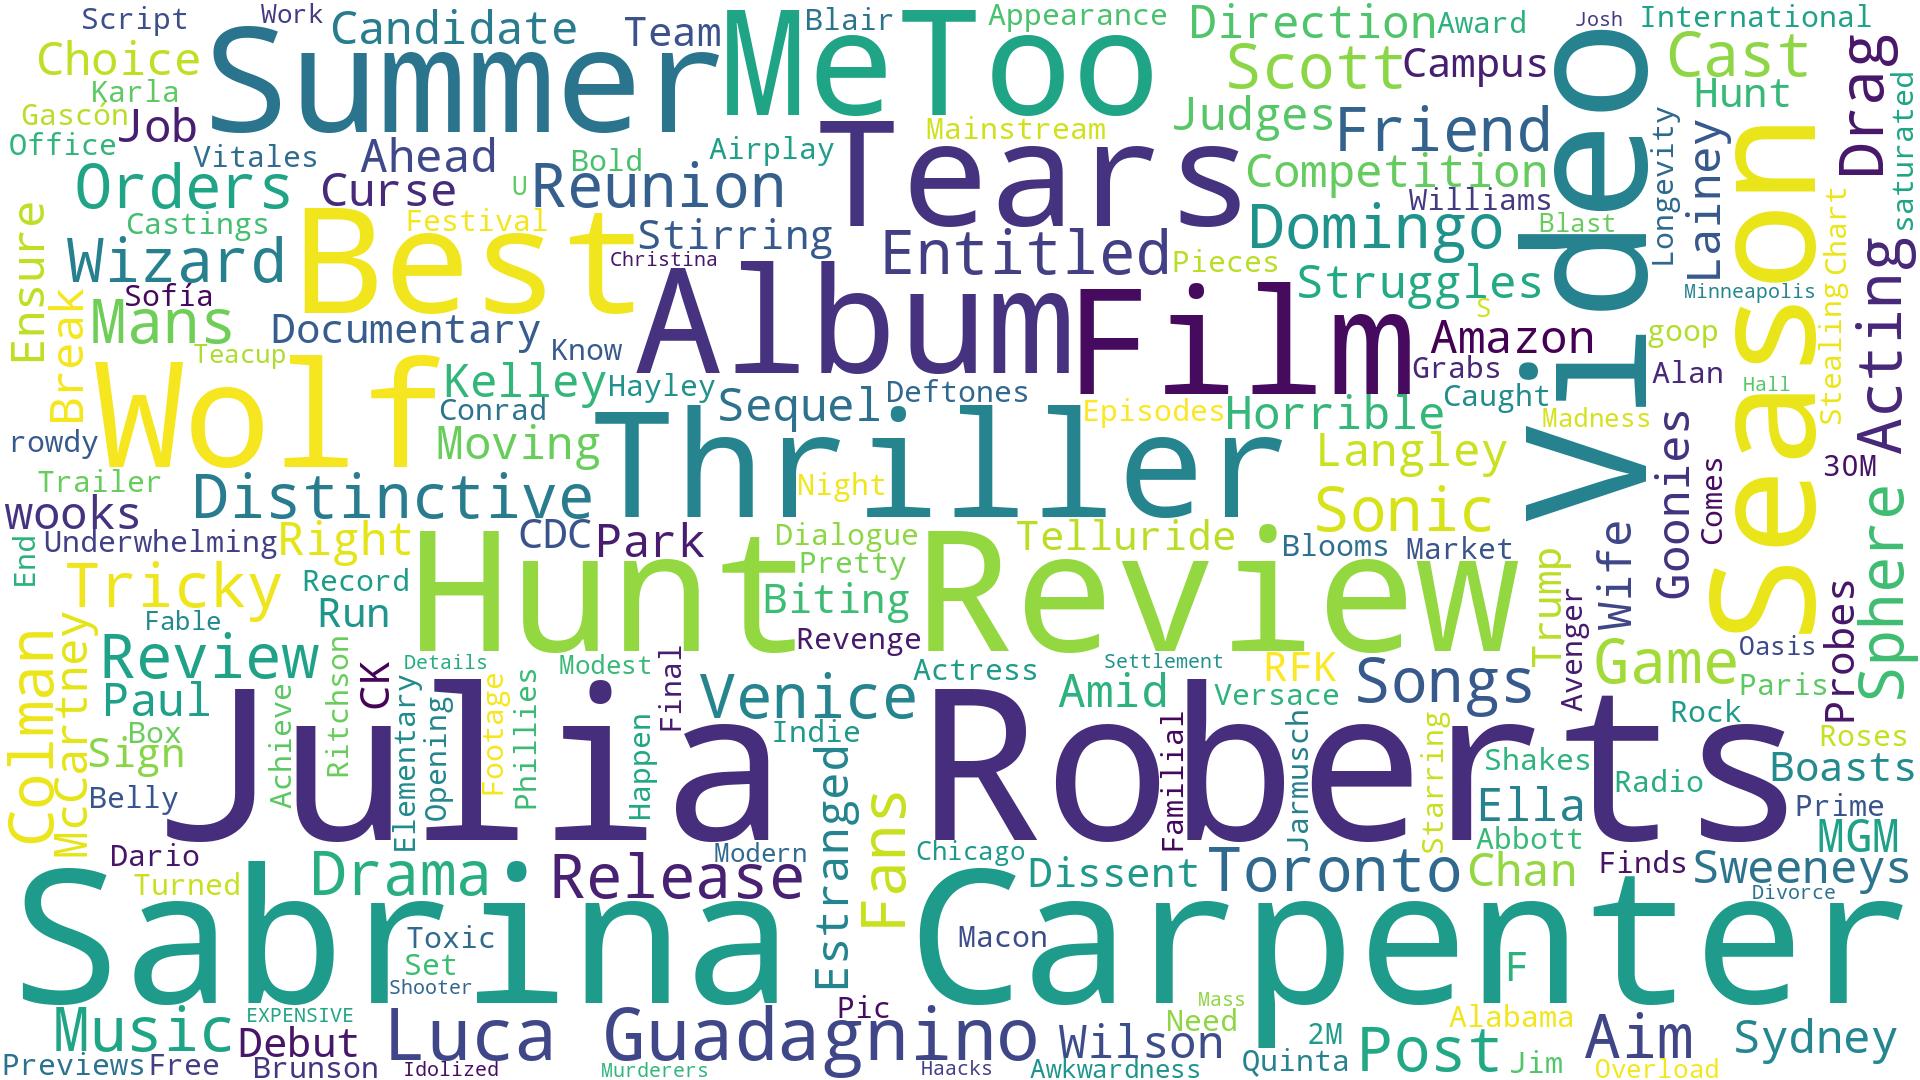 Script
Work
Candidate
Team
MeToo
Blair
Appearance
Direction
Award
Josh
International
Choice
Summer
Scott
Campus
Cast
Drag
Karla
Hunt
Gascón
Job
Judges
Friend
Video
Longevity
Lainey
season
saturated
Office
Vitales
Ahead
Bold
Airplay
Tears
Mainstream
Competition
Orders
Curse
U
Reunion
Williams
Castings
Best
Festival
Stirring
Entitled
Domingo
Blast
Ensure
Wizard
Christina
Album
Pieces
Struggles
Minneapolis
Chart
Acting
Sofía
Mans
Documentary
Film
S
Amazon
goop
Stealing
Break
Teacup
Know
Grabs
Alan
Wolf
Kelley
Hayley
Sequel
Deftones
Caught
Hall
Conrad
Thriller
Episodes
Horrible
Madness
Goonies
rowdy
Moving
Langley
Comes
3OM
Trailer
Distinctive
Night
Sonic
wooks
Underwhelming
Right
CDC
Park
Dialogue
Telluride
Blooms
Market
Wife
Sphere
End
Tricky
Record
Hunt
Pretty
Review
Trump
Avenger
Probes
Run
Biting
Fable
Revenge
Colman
McCartney
Review
Ritchson
CK
Details
Modest
Final
Actress
Settlement
RFK
Songs
Game
Oasis
Paul
Achieve
Elementary
Opening
Footage
Phillies
Happen
Venice
Amid
Versace
Paris
Box
Sign
Julia
Roberts
Indie
Familial
Jarmusch
Starring
Rock
Roses
Belly
Estranged
Fans
Shakes
Radio
Boasts
Ella
Prime
Dario
Drama
Release
Modern
Chicago
Abbott
MGM
Turned
Dissent
Toronto
Chan
Finds
Sweeneys
Divorce
Sabrina
Carpenter
Toxic
Macon
Set
F
Shooter
Pic
Mass
Music
EXPENSIVE
Debut
Luca
Guadagnino
Wilson
Need
2M
Post
Alabama
Aim
Sydney
Previews
Free
Brunson
Idolized
Murderers
Haacks
Awkwardness
Quinta
Jim
Overload